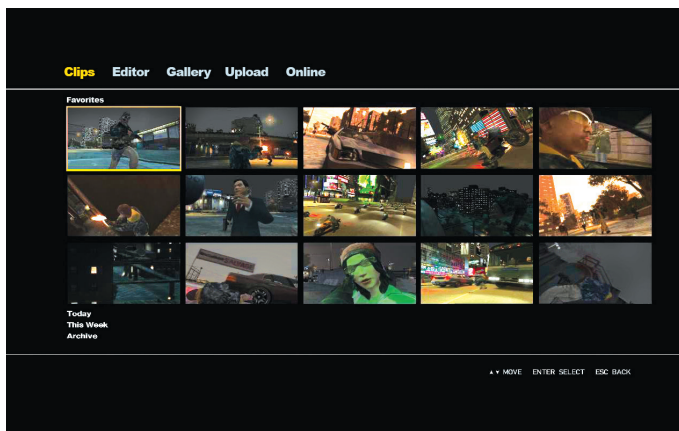 Clips Editor Gallery Upload Online
Favorites
Today
This Week
Archive
▲▼ MOVE ENTER SELECT ESC BACK